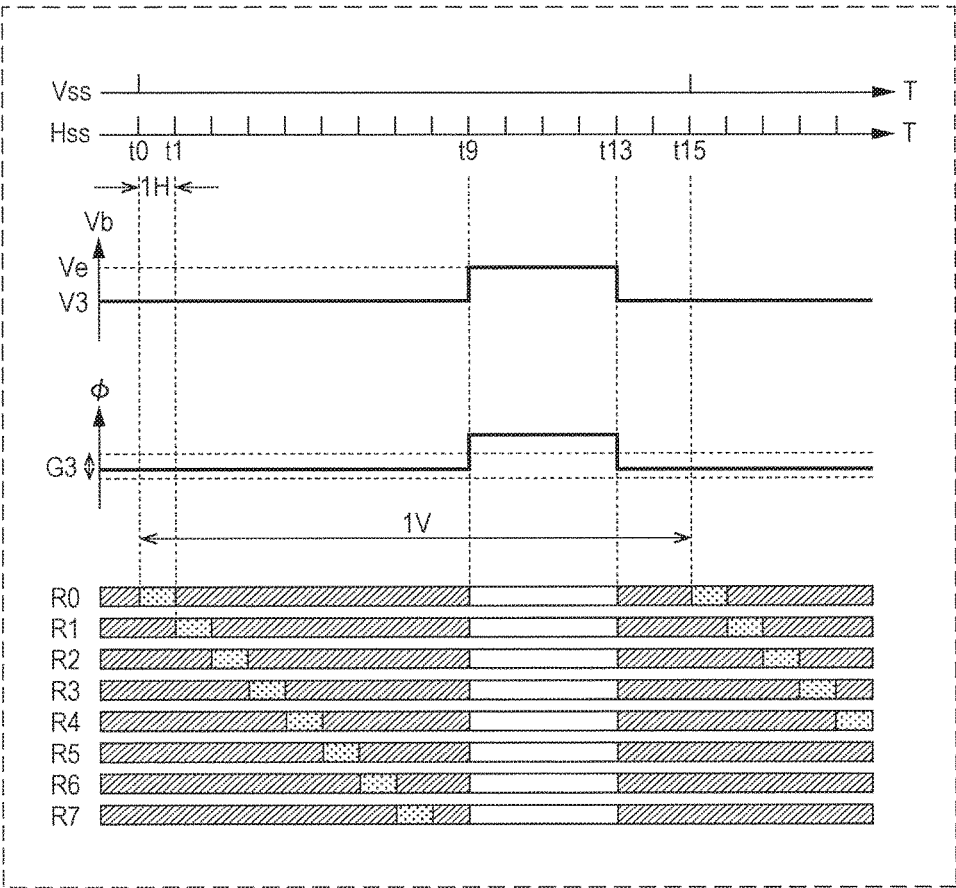 Vss T
Hss T
t0 t1 t9 t13 t15
1H
Vb
Ve
V3
ϕ
G3
1V
R0
R1
R2
R3
R4
R5
R6
R7